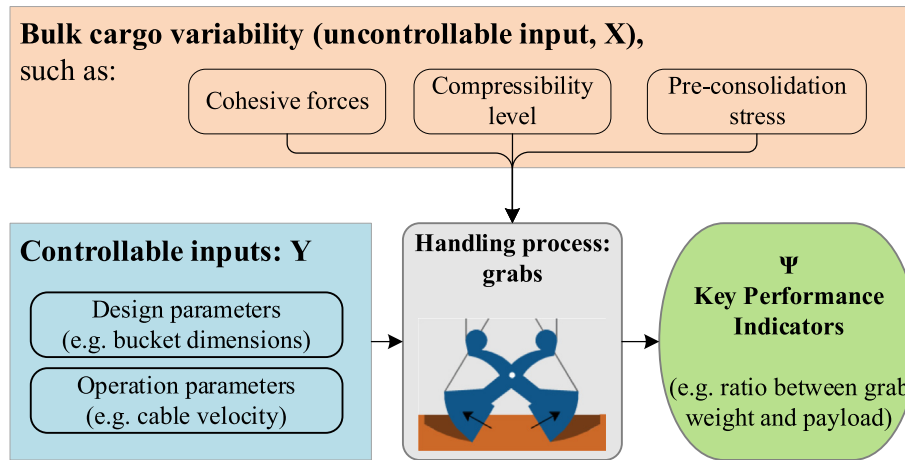 Bulk cargo variability (uncontrollable input, X),
such as:
Cohesive forces
Compressibility
level
Pre-consolidation
stress
Controllable inputs: Y
Design parameters
(e.g. bucket dimensions)
Operation parameters
(e.g. cable velocity)
Handling process:
grabs
Ψ
Key Performance
Indicators
(e.g. ratio between grab
weight and payload)